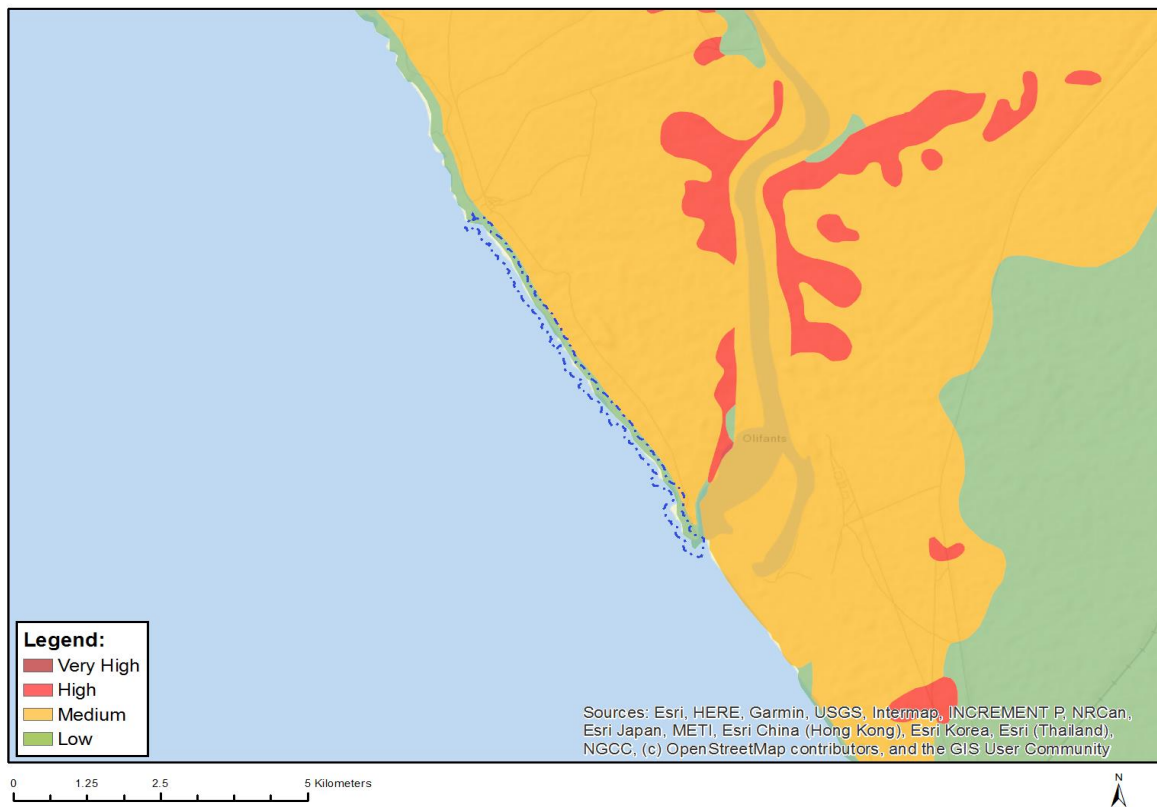 Olifants
Legend:
Very High
High
Medium
Low
Sources: Esri, HERE, Garmin, USGS, Intermap, INCREMENT P, NRCan,
Esri Japan, METI, Esri China (Hong Kong), Esri Korea, Esri (Thailand),
NGCC, (c) OpenStreetMap contributors, and the GIS User Community
0 1.25 2.5 5 Kilometers
N